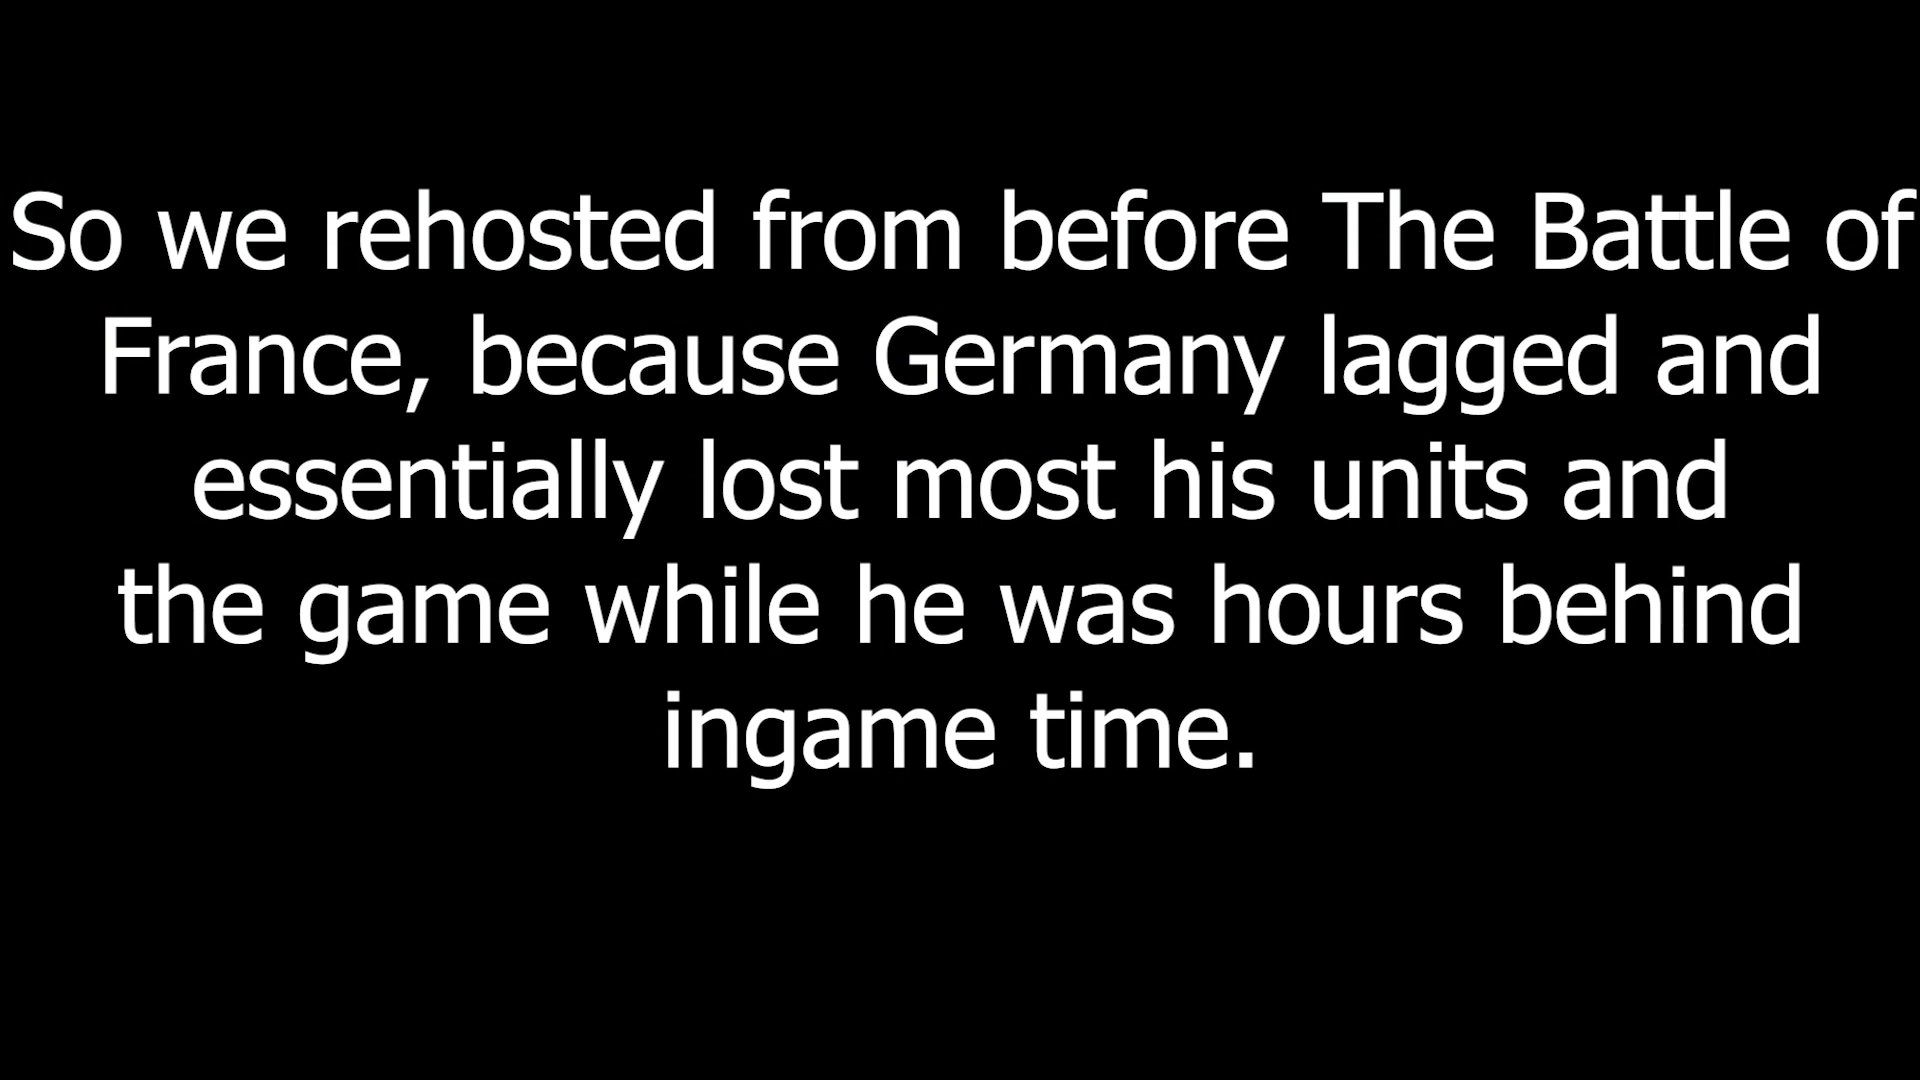 So we rehosted from before The Battle of
France, because Germany lagged and
essentially lost most his units and
the game while he was hours behind
ingame time.